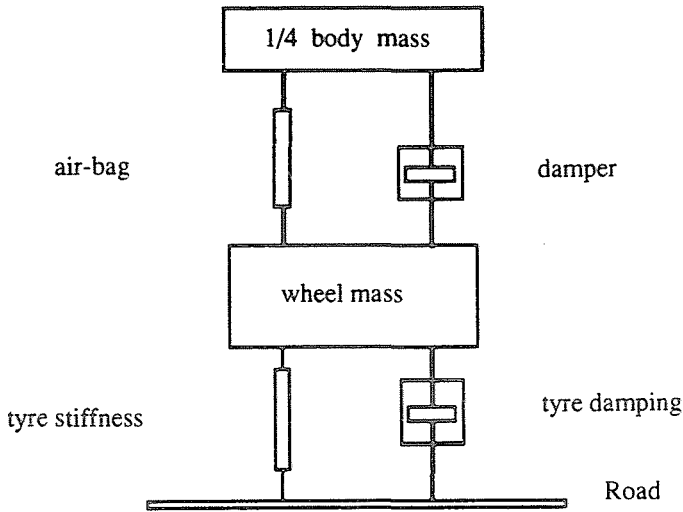 1/4 body mass
air-bag
damper
wheel mass
tyre stiffness
tyre damping
Road